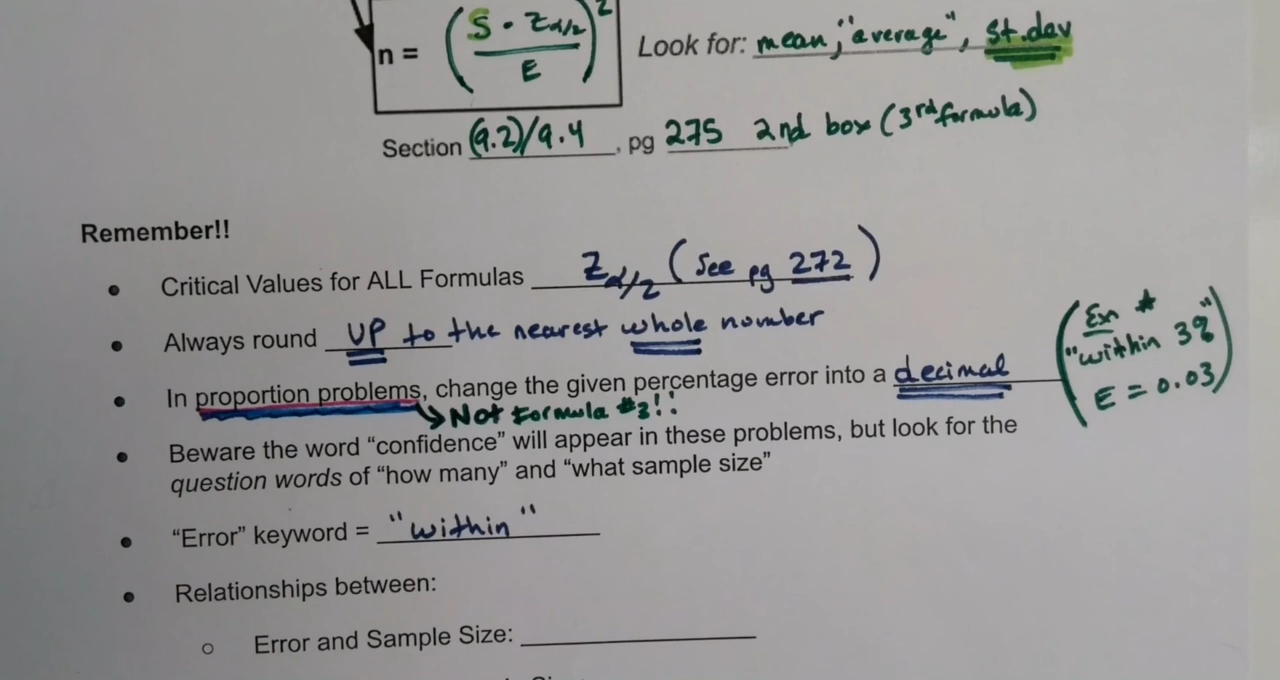 n = (S · Zα/2 / E)² Look for: mean, "average", st.dev
Section (9.2)/9.4, pg 275 2nd box (3rd formula)
Remember!!
• Critical Values for ALL Formulas Zα/2 (See pg 272)
• Always round UP to the nearest whole number
• In proportion problems, change the given percentage error into a decimal
(Ex * "within 3%" E = 0.03)
↳ Not Formula #3!!
• Beware the word “confidence” will appear in these problems, but look for the
question words of “how many” and “what sample size”
• “Error” keyword = "within"
• Relationships between:
○ Error and Sample Size: